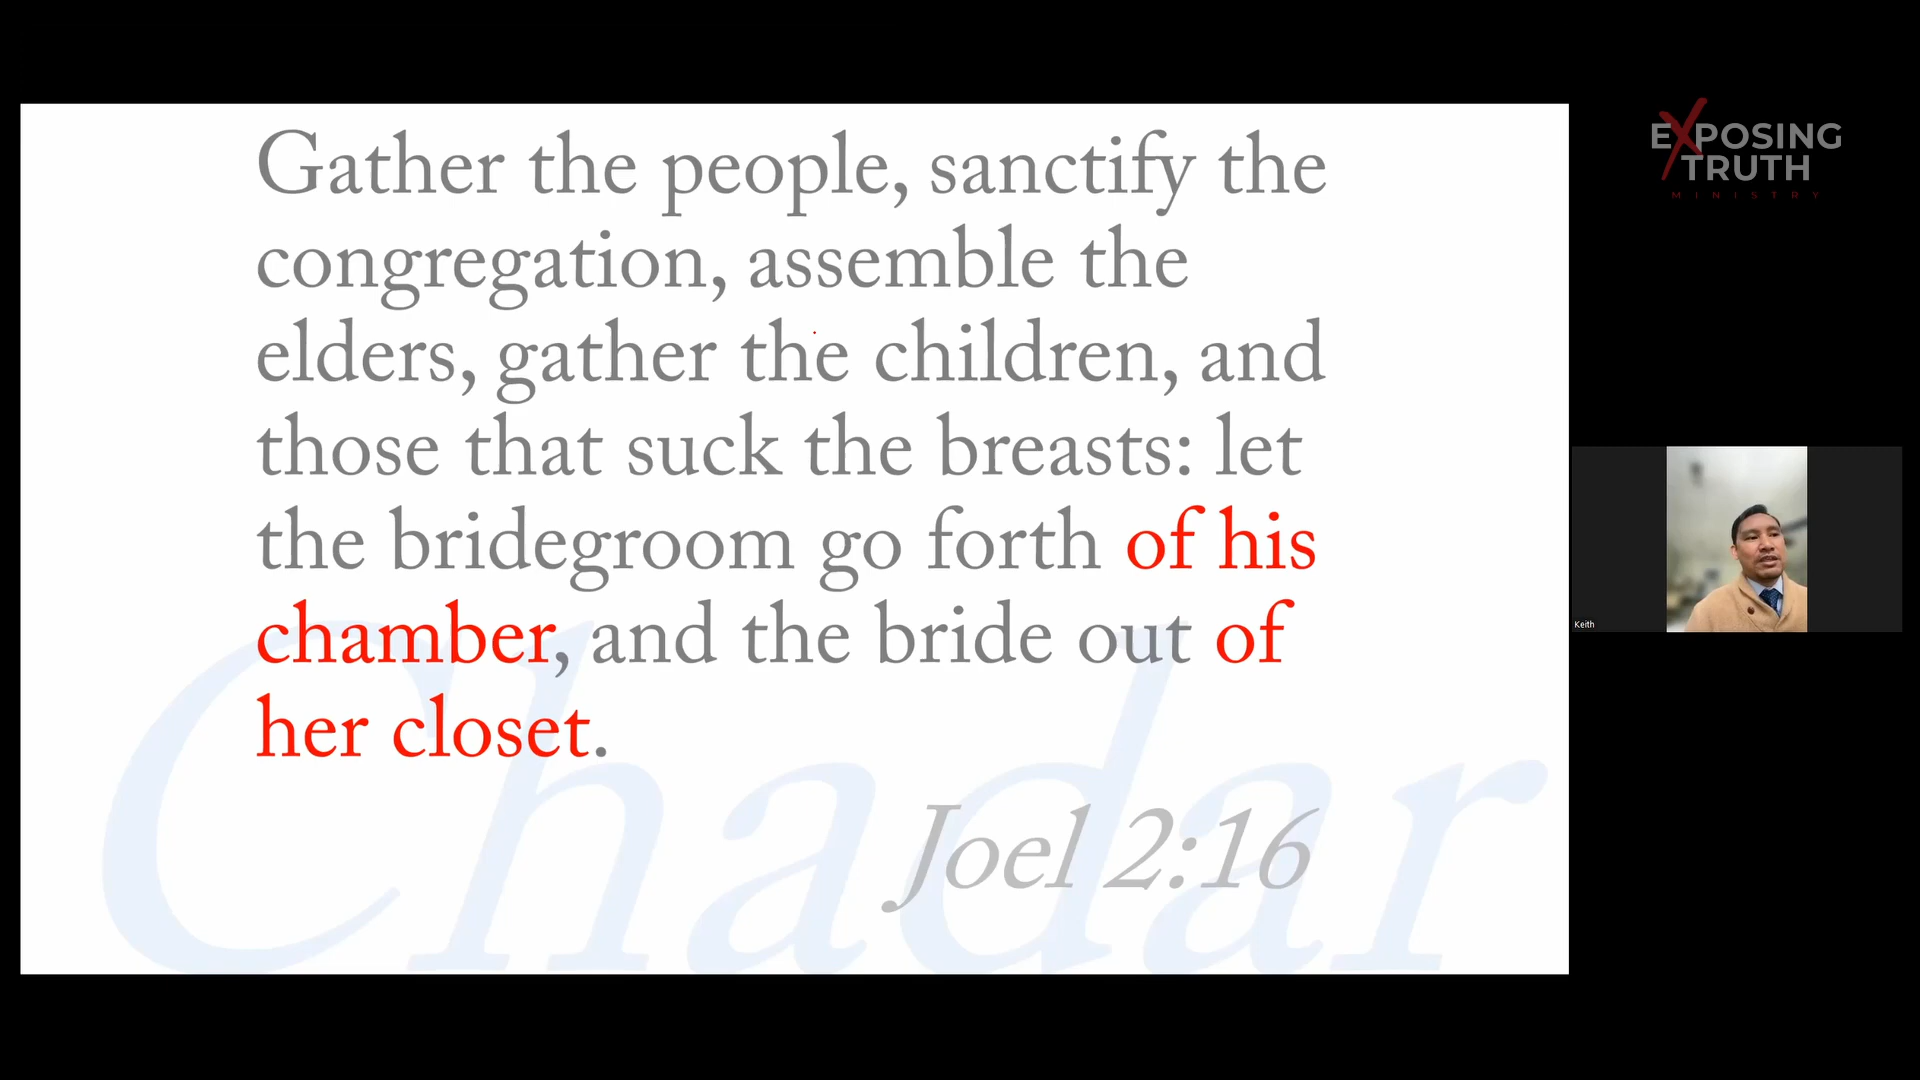 Gather the people, sanctify the
congregation, assemble the
elders, gather the children, and
those that suck the breasts: let
the bridegroom go forth of his
chamber, and the bride out of
her closet.
Joel 2:16
Chadar
EXPOSING
TRUTH
MINISTRY
Keith